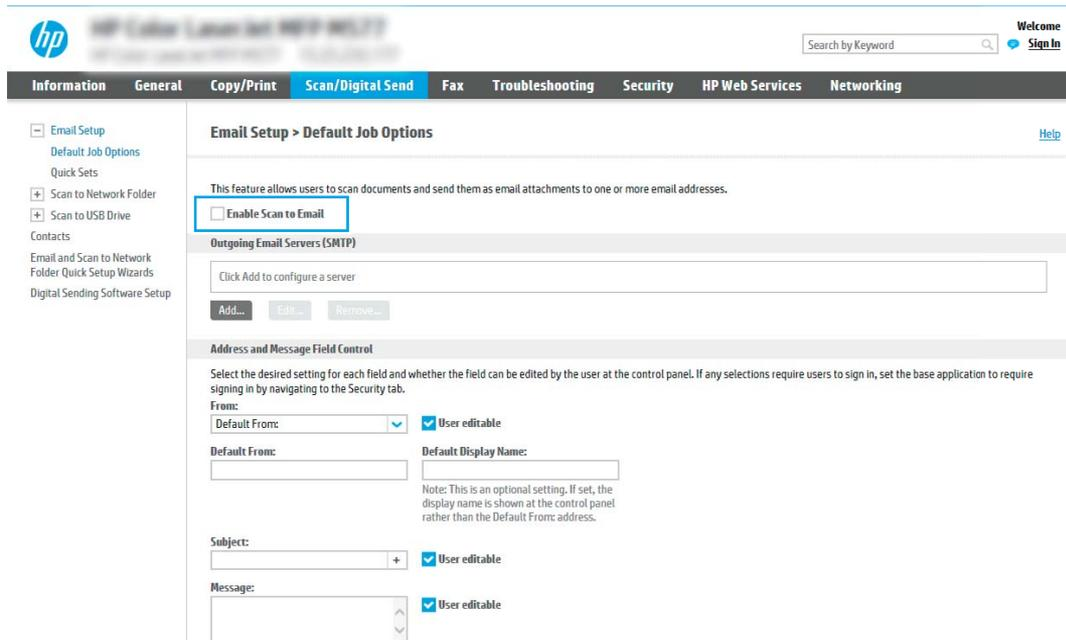 hp
Welcome
Search by Keyword
Sign In
Information General Copy/Print Scan/Digital Send Fax Troubleshooting Security HP Web Services Networking
Email Setup
Default Job Options
Quick Sets
Scan to Network Folder
Scan to USB Drive
Contacts
Email and Scan to Network
Folder Quick Setup Wizards
Digital Sending Software Setup
Email Setup > Default Job Options
Help
This feature allows users to scan documents and send them as email attachments to one or more email addresses.
Enable Scan to Email
Outgoing Email Servers (SMTP)
Click Add to configure a server
Add... Edit... Remove...
Address and Message Field Control
Select the desired setting for each field and whether the field can be edited by the user at the control panel. If any selections require users to sign in, set the base application to require
signing in by navigating to the Security tab.
From:
Default From: User editable
Default From: Default Display Name:
Note: This is an optional setting. If set, the
display name is shown at the control panel
rather than the Default From: address.
Subject:
User editable
Message:
User editable